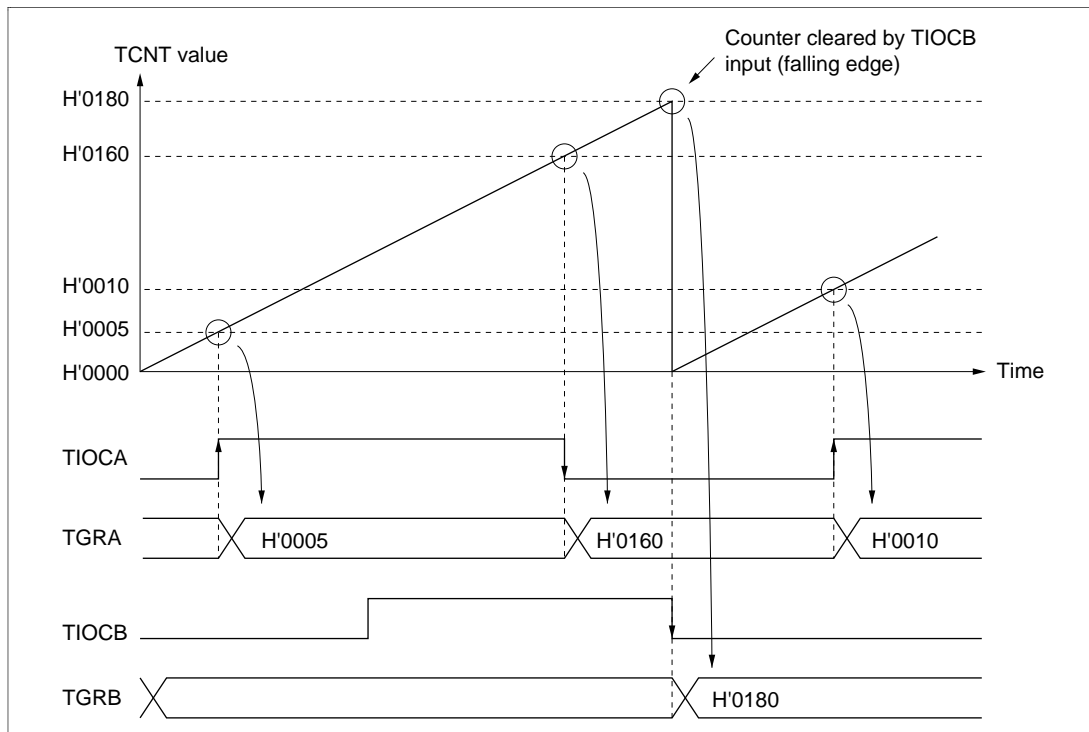 Counter cleared by TIOCB
input (falling edge)
TCNT value
H'0180
H'0160
H'0010
H'0005
H'0000
Time
TIOCA
TGRA
H'0005
H'0160
H'0010
TIOCB
TGRB
H'0180